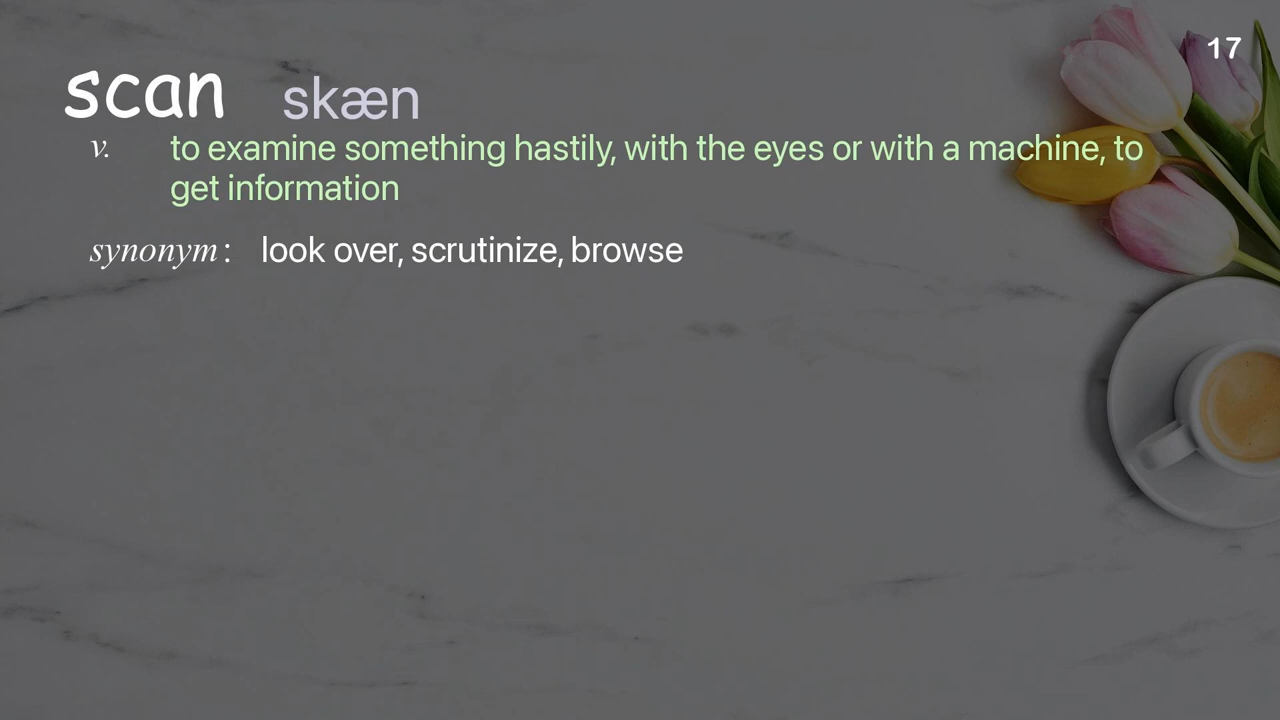 17
scan skæn
v. to examine something hastily, with the eyes or with a machine, to
get information
synonym : look over, scrutinize, browse